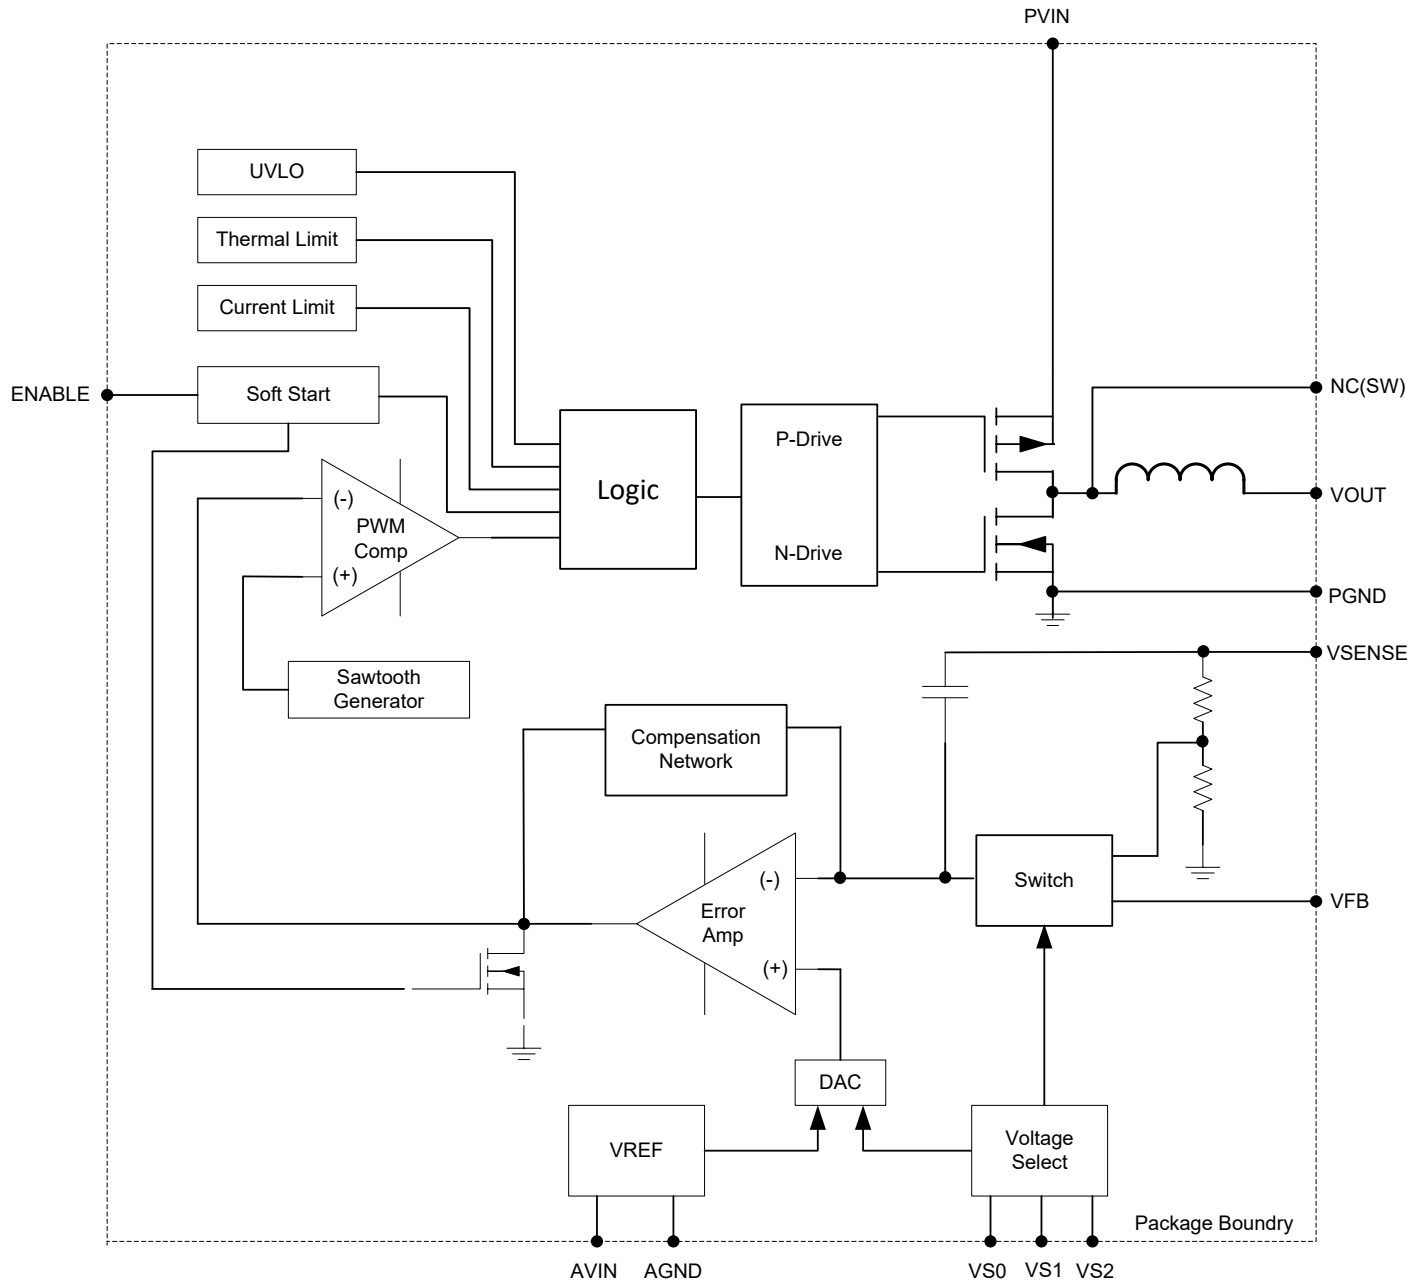 PVIN
UVLO
Thermal Limit
Current Limit
ENABLE
Soft Start
NC(SW)
P-Drive
Logic
(-)
PWM
Comp
(+)
N-Drive
VOUT
PGND
VSENSE
Sawtooth
Generator
Compensation
Network
(-)
Error
Amp
(+)
Switch
VFB
DAC
VREF
Voltage
Select
Package Boundry
AVIN
AGND
VS0
VS1
VS2